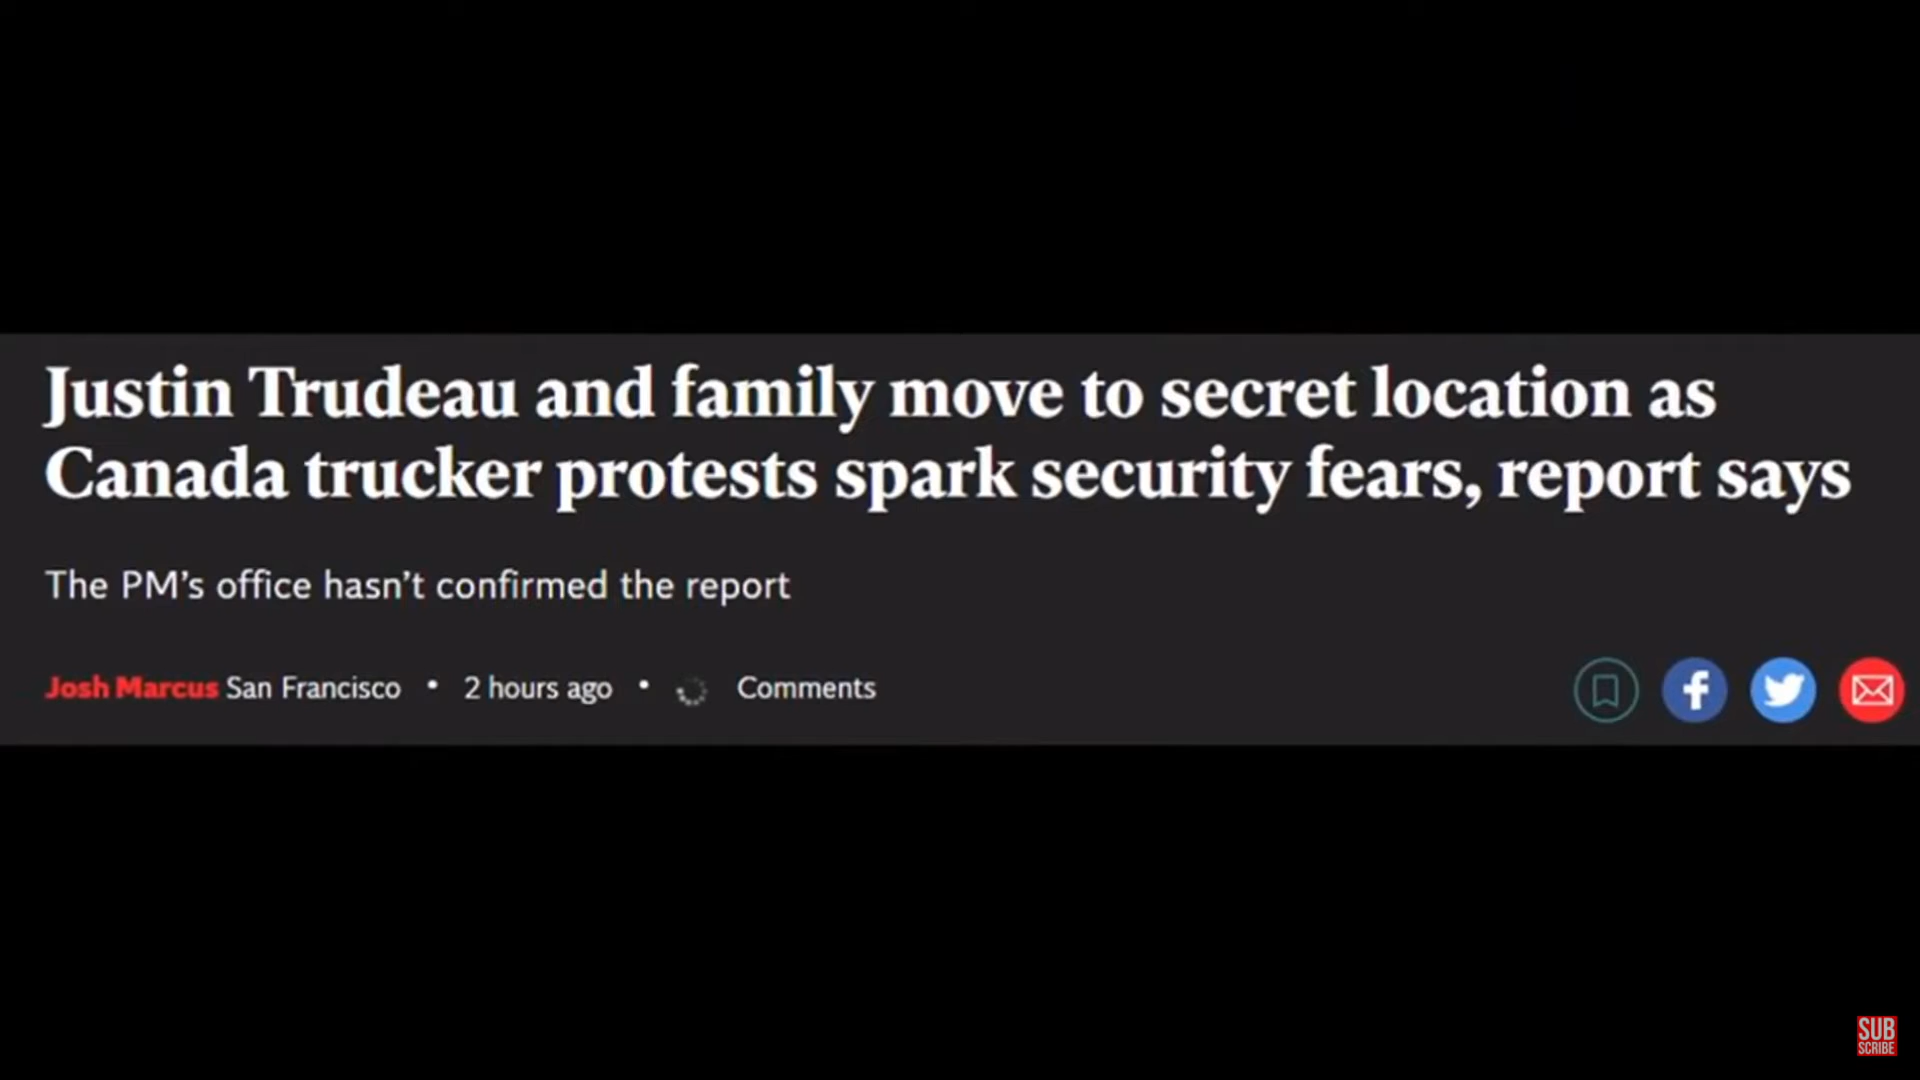 Justin Trudeau and family move to secret location as
Canada trucker protests spark security fears, report says
The PM's office hasn't confirmed the report
Josh Marcus San Francisco • 2 hours ago • Comments
SUB
SCRIBE